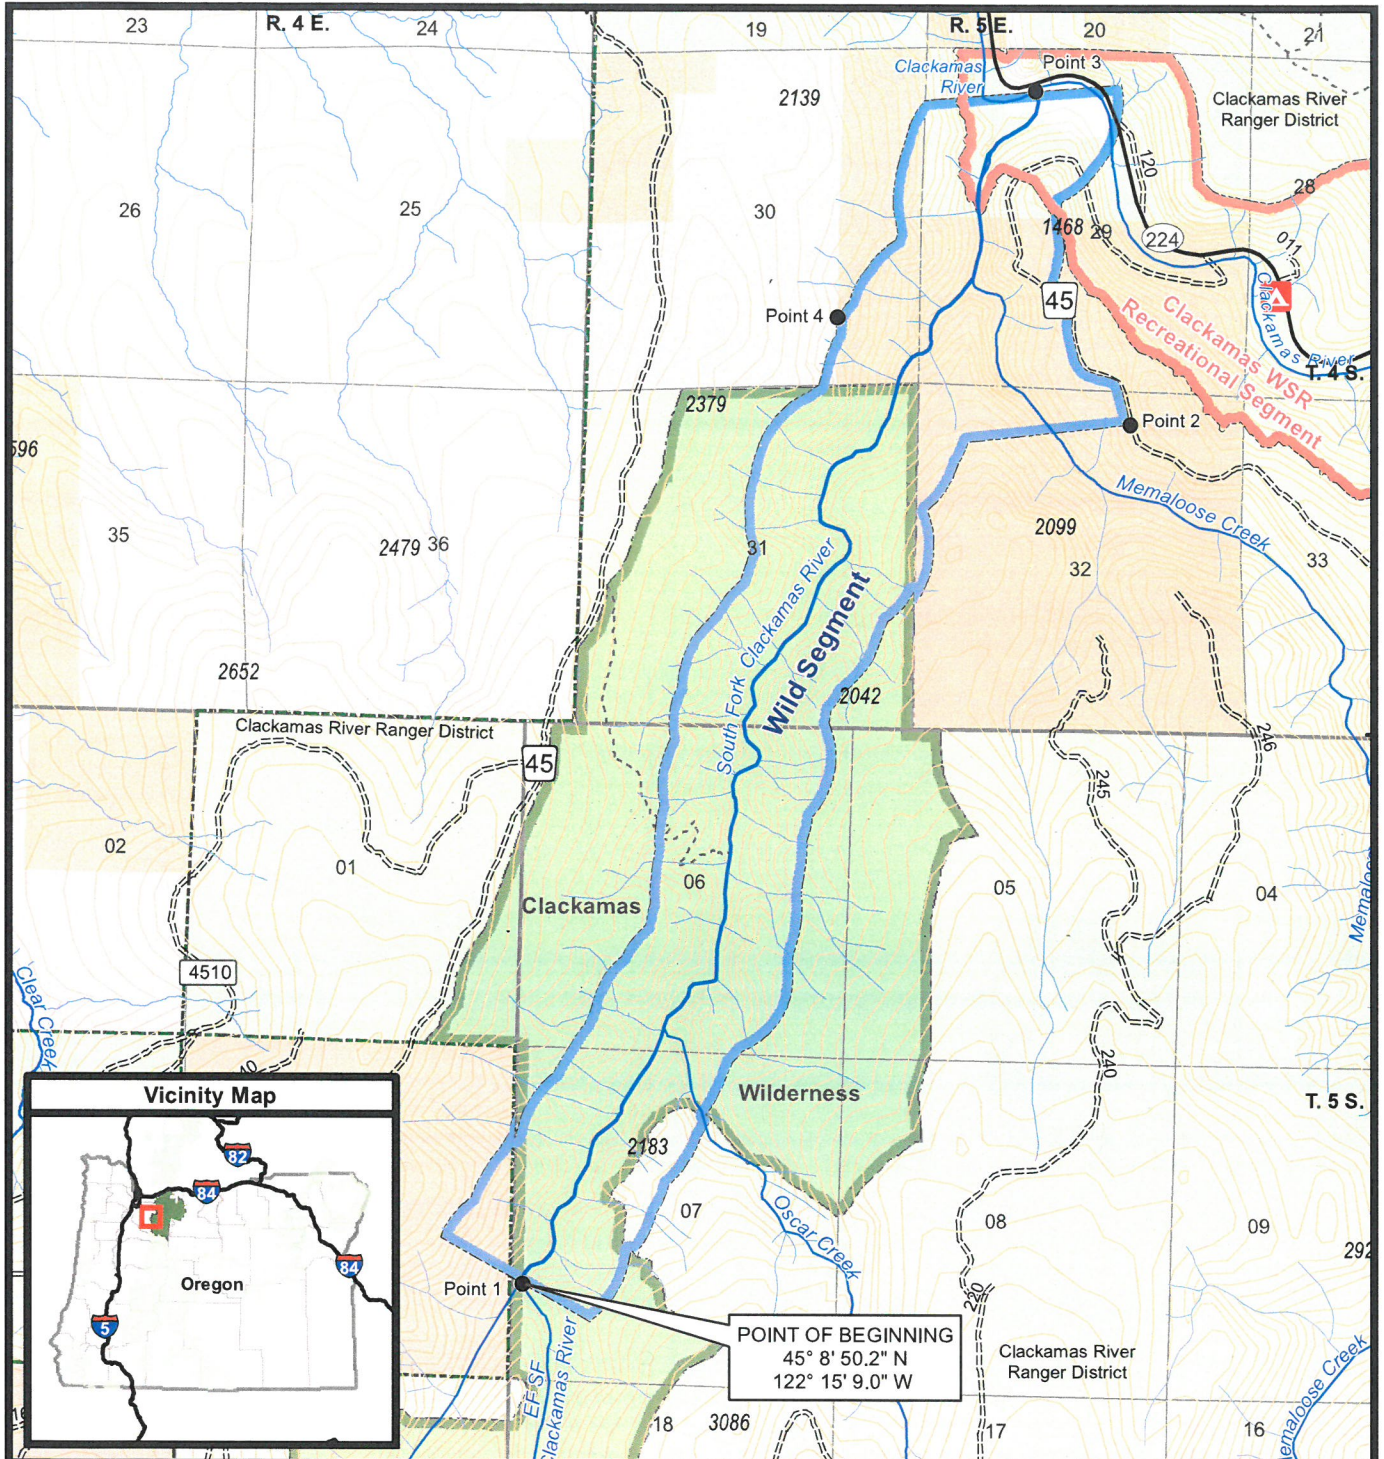 23
R. 4 E.
24
19
R. 5 E.
20
21
Clackamas
River
Point 3
2139
Clackamas River
Ranger District
120
28
26
25
30
1468
29
224
011
Point 4
45
Clackamas River
Clackamas WSR
Recreational Segment
T. 4 S.
2379
Point 2
596
Memaloose Creek
35
2479
36
31
2099
32
33
South Fork Clackamas River
Wild Segment
2652
2042
Clackamas River Ranger District
45
246
245
02
01
06
05
04
Clackamas
4510
Clear Creek
240
40
Wilderness
T. 5 S.
Vicinity Map
82
84
84
Oregon
5
2183
07
Oscar Creek
08
09
292
Point 1
220
POINT OF BEGINNING
45° 8' 50.2" N
122° 15' 9.0" W
EF SF
Clackamas River
Clackamas River
Ranger District
18
3086
17
16